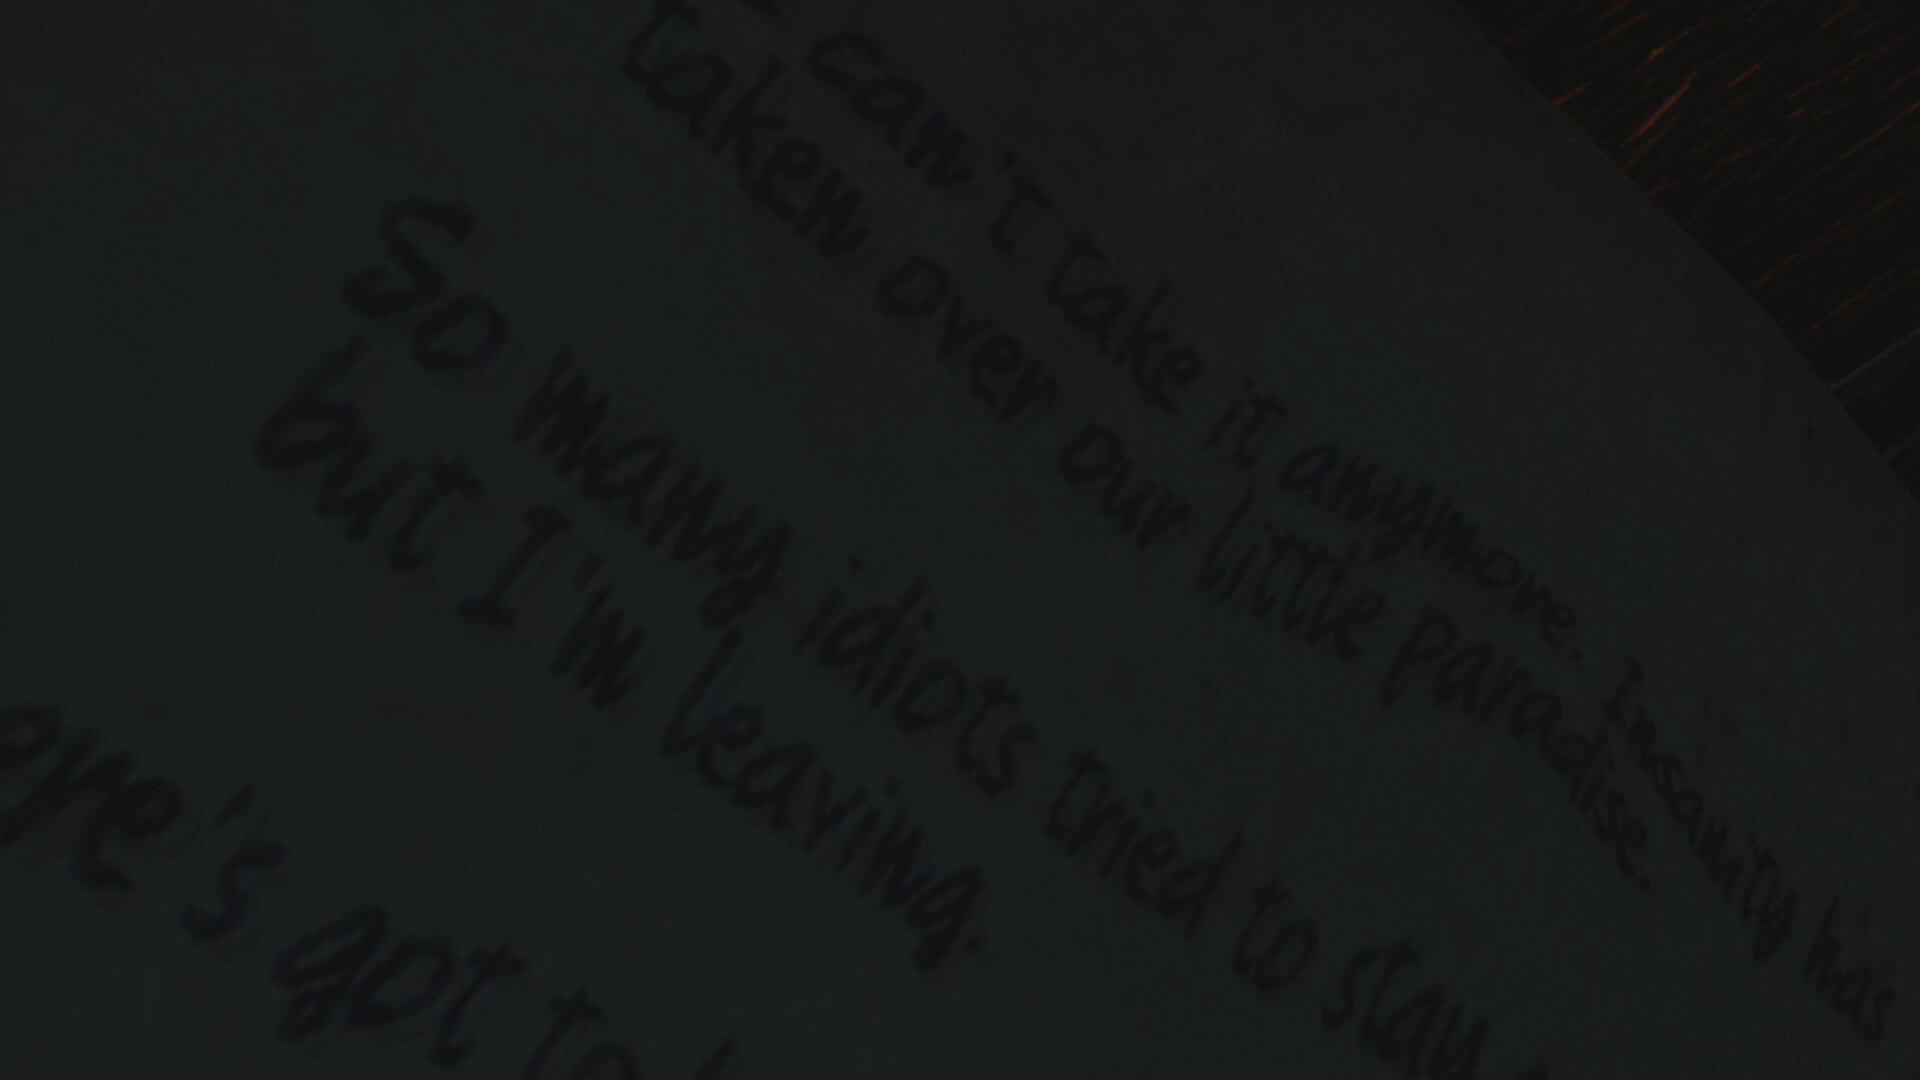 can't take it anymore. Insanity has
taken over our little paradise.
So many idiots tried to stay
but I'm leaving.
got